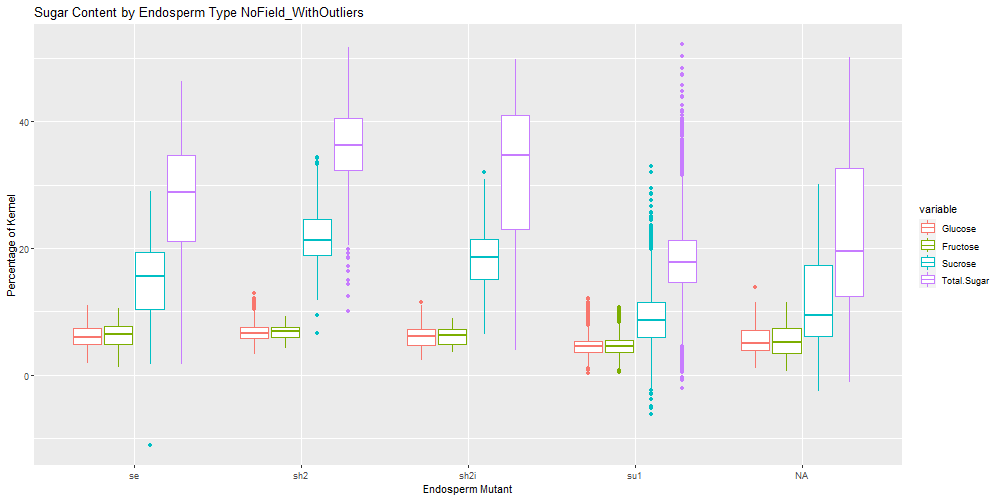 Sugar Content by Endosperm Type NoField_WithOutliers
Percentage of Kernel
40
20
0
se
sh2
sh2i
su1
NA
Endosperm Mutant
variable
Glucose
Fructose
Sucrose
Total.Sugar